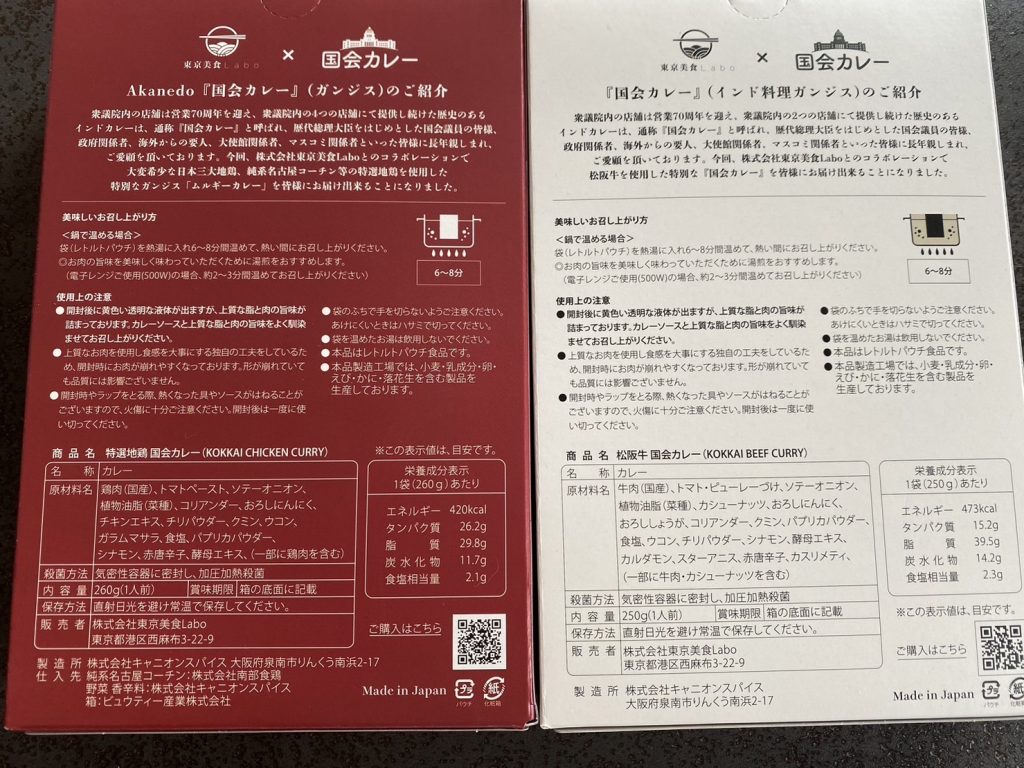 東京美食Labo × 国会カレー
Akanedo『国会カレー』(ガンジス)のご紹介
衆議院内の店舗は営業70周年を迎え、衆議院内の4つの店舗にて提供し続けた歴史のある
インドカレーは、通称『国会カレー』と呼ばれ、歴代総理大臣をはじめとした国会議員の皆様、
政府関係者、海外からの要人、大使館関係者、マスコミ関係者といった皆様に長年親しまれ、
ご愛顧を頂いております。今回、株式会社東京美食Laboとのコラボレーションで
大変希少な日本三大地鶏、純系名古屋コーチン等の特選地鶏を使用した
特別なガンジス「ムルギーカレー」を皆様にお届け出来ることになりました。
美味しいお召し上がり方
<鍋で温める場合>
袋(レトルトパウチ)を熱湯に入れ6〜8分間温めて、熱い間にお召し上がりください。
◎お肉の旨味を美味しく味わっていただくために湯煎をおすすめします。
(電子レンジご使用(500W)の場合、約2〜3分間温めてお召し上がりください)
6〜8分
使用上の注意
●開封後に黄色い透明な液体が出ますが、上質な脂と肉の旨味が
詰まっております。カレーソースと上質な脂と肉の旨味をよく馴染
ませてお召し上がりください。
●上質なお肉を使用し食感を大事にする独自の工夫をしているた
め、開封時にお肉が崩れやすくなっております。形が崩れていて
も品質には影響ございません。
●開封時やラップをとる際、熱くなった具やソースがはねることが
ございますので、火傷に十分ご注意ください。開封後は一度に使
い切ってください。
●袋のふちで手を切らないようご注意ください。
あけにくいときはハサミで切ってください。
●袋を温めたお湯は飲用しないでください。
●本品はレトルトパウチ食品です。
●本製造工場では、小麦・乳成分・卵・
えび・かに・落花生を含む製品を
生産しております。
商品名 特選地鶏 国会カレー(KOKKAI CHICKEN CURRY)
名称 カレー
原材料名 鶏肉(国産)、トマトペースト、ソテーオニオン、
植物油脂(菜種)、コリアンダー、おろしにんにく、
チキンエキス、チリパウダー、クミン、ウコン、
ガラムマサラ、食塩、パプリカパウダー、
シナモン、赤唐辛子、酵母エキス、(一部に鶏肉を含む)
殺菌方法 気密性容器に密封し、加圧加熱殺菌
内容量 260g(1人前) 賞味期限 箱の底面に記載
保存方法 直射日光を避け常温で保存してください。
販売者 株式会社東京美食Labo
東京都港区西麻布3-22-9
※この表示値は、目安です。
栄養成分表示
1袋(260g)あたり
エネルギー 420kcal
タンパク質 26.2g
脂質 29.8g
炭水化物 11.7g
食塩相当量 2.1g
ご購入はこちら
製造所 株式会社キャニオンスパイス 大阪府泉南市りんくう南浜2-17
仕入先 純系名古屋コーチン:株式会社南部食鶏
野菜 香辛料:株式会社キャニオンスパイス
箱:ビュウティー産業株式会社
Made in Japan
プラ
パウチ
紙
化粧箱
東京美食Labo × 国会カレー
『国会カレー』(インド料理ガンジス)のご紹介
衆議院内の店舗は営業70周年を迎え、衆議院内の2つの店舗にて提供し続けた歴史のある
インドカレーは、通称『国会カレー』と呼ばれ、歴代総理大臣をはじめとした国会議員の皆様、
政府関係者、海外からの要人、大使館関係者、マスコミ関係者といった皆様に長年親しまれ、
ご愛顧を頂いております。今回、株式会社東京美食Laboとのコラボレーションで
松阪牛を使用した特別な『国会カレー』を皆様にお届け出来ることになりました。
美味しいお召し上がり方
<鍋で温める場合>
袋(レトルトパウチ)を熱湯に入れ6〜8分間温めて、熱い間にお召し上がりください。
◎お肉の旨味を美味しく味わっていただくために湯煎をおすすめします。
(電子レンジご使用(500W)の場合、約2〜3分間温めてお召し上がりください)
6〜8分
使用上の注意
●開封後に黄色い透明な液体が出ますが、上質な脂と肉の旨味が
詰まっております。カレーソースと上質な脂と肉の旨味をよく馴染
ませてお召し上がりください。
●上質なお肉を使用し食感を大事にする独自の工夫をしているた
め、開封時にお肉が崩れやすくなっております。形が崩れていて
も品質には影響ございません。
●開封時やラップをとる際、熱くなった具やソースがはねることが
ございますので、火傷に十分ご注意ください。開封後は一度に使
い切ってください。
●袋のふちで手を切らないようご注意ください。
あけにくいときはハサミで切ってください。
●袋を温めたお湯は飲用しないでください。
●本品はレトルトパウチ食品です。
●本製造工場では、小麦・乳成分・卵・
えび・かに・落花生を含む製品を
生産しております。
商品名 松阪牛 国会カレー(KOKKAI BEEF CURRY)
名称 カレー
原材料名 牛肉(国産)、トマト・ピューレーづけ、ソテーオニオン、
植物油脂(菜種)、カシューナッツ、おろしにんにく、
おろししょうが、コリアンダー、クミン、パプリカパウダー、
食塩、ウコン、チリパウダー、シナモン、酵母エキス、
カルダモン、スターアニス、赤唐辛子、カスリメティ、
(一部に牛肉・カシューナッツを含む)
殺菌方法 気密性容器に密封し、加圧加熱殺菌
内容量 250g(1人前) 賞味期限 箱の底面に記載
保存方法 直射日光を避け常温で保存してください。
販売者 株式会社東京美食Labo
東京都港区西麻布3-22-9
栄養成分表示
1袋(250g)あたり
エネルギー 473kcal
タンパク質 15.2g
脂質 39.5g
炭水化物 14.2g
食塩相当量 2.3g
※この表示値は、目安です。
ご購入はこちら
製造所 株式会社キャニオンスパイス
大阪府泉南市りんくう南浜2-17
Made in Japan
プラ
パウチ
紙
化粧箱